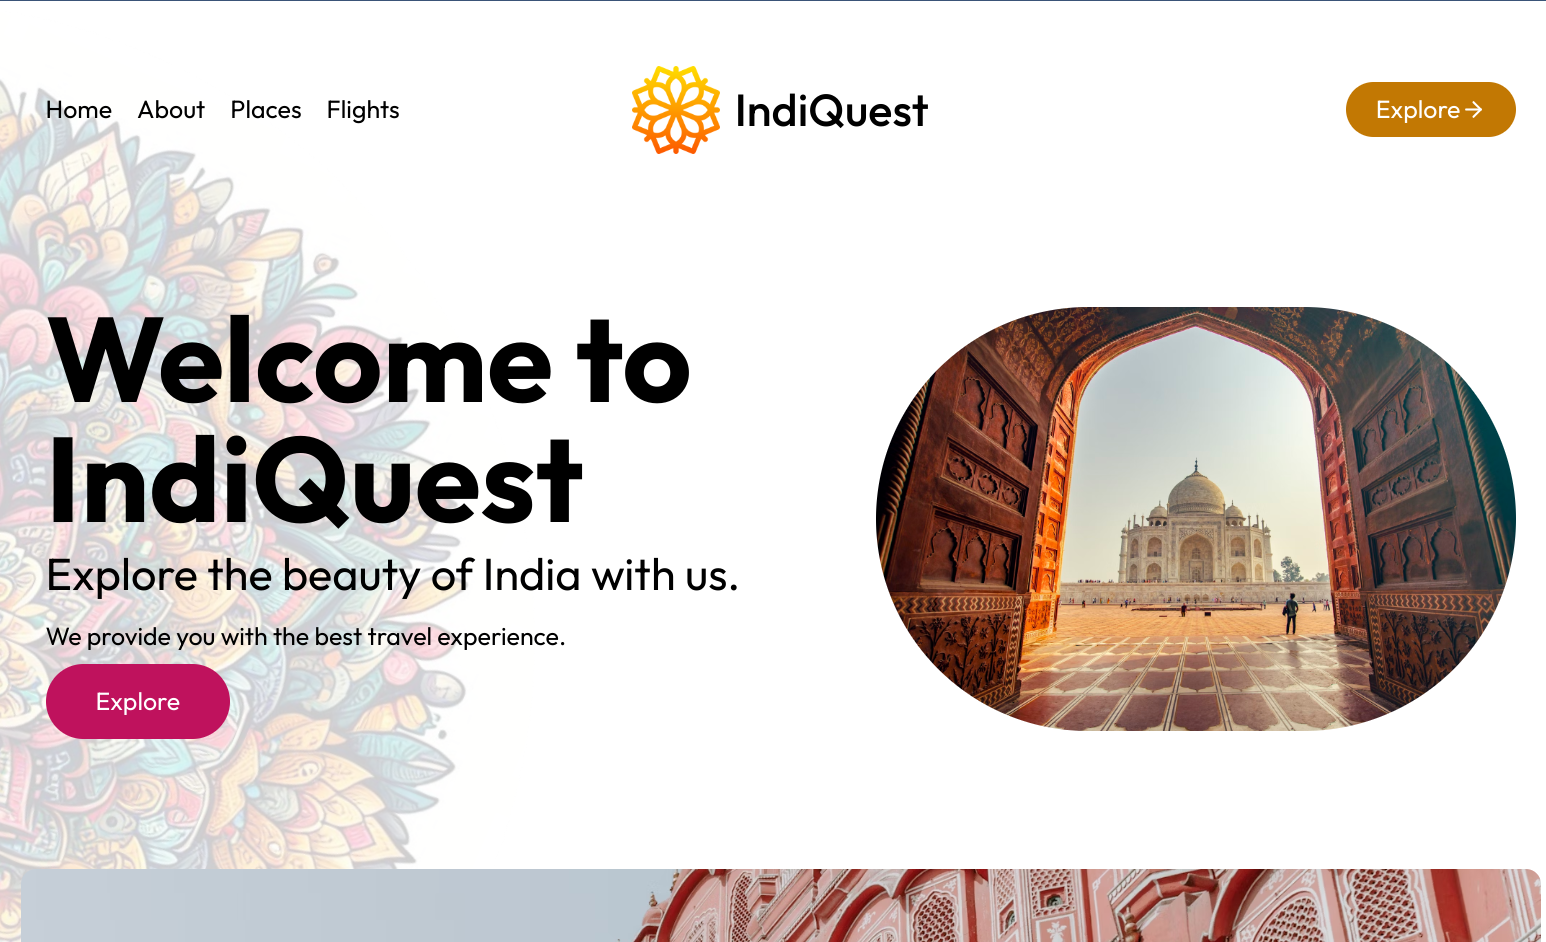 Home About Places Flights
IndiQuest
Explore
Welcome to
IndiQuest
Explore the beauty of India with us.
We provide you with the best travel experience.
Explore